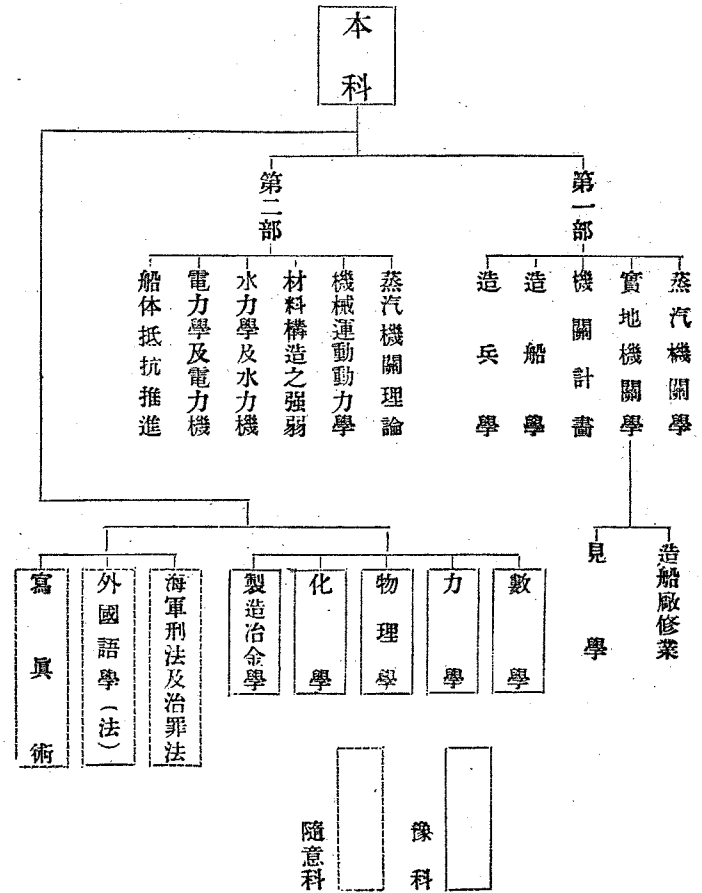 本科
第一部
蒸汽機關學
實地機關學
機關計畫
造船學
造兵學
第二部
蒸汽機關理論
機械運動動力學
材料構造之强弱
水力學及水力機
電力學及電力機
船体抵抗推進
造船廠修業
見學
數學
力學
物理學
化學
製造冶金學
海軍刑法及治罪法
外國語學(法)
寫眞術
豫科
隨意科